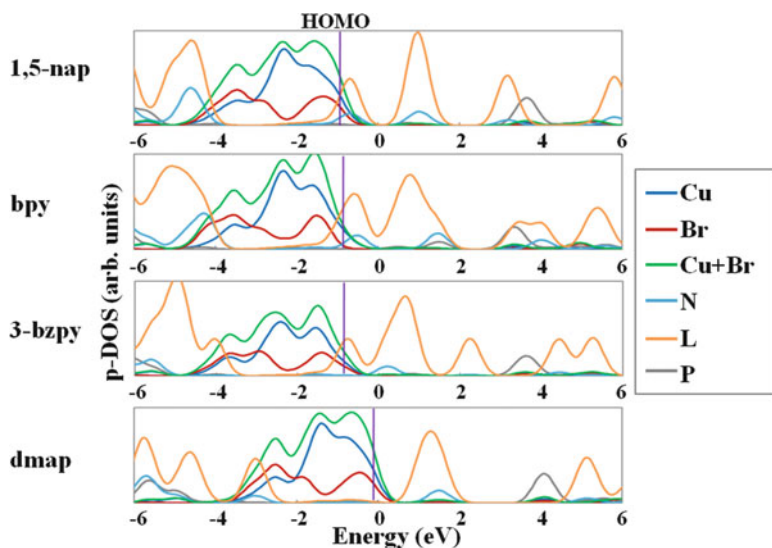 HOMO
1,5-nap
-6 -4 -2 0 2 4 6
bpy
-6 -4 -2 0 2 4 6
3-bzpy
-6 -4 -2 0 2 4 6
dmap
-6 -4 -2 0 2 4 6
Energy (eV)
p-DOS (arb. units)
Cu
Br
Cu+Br
N
L
P